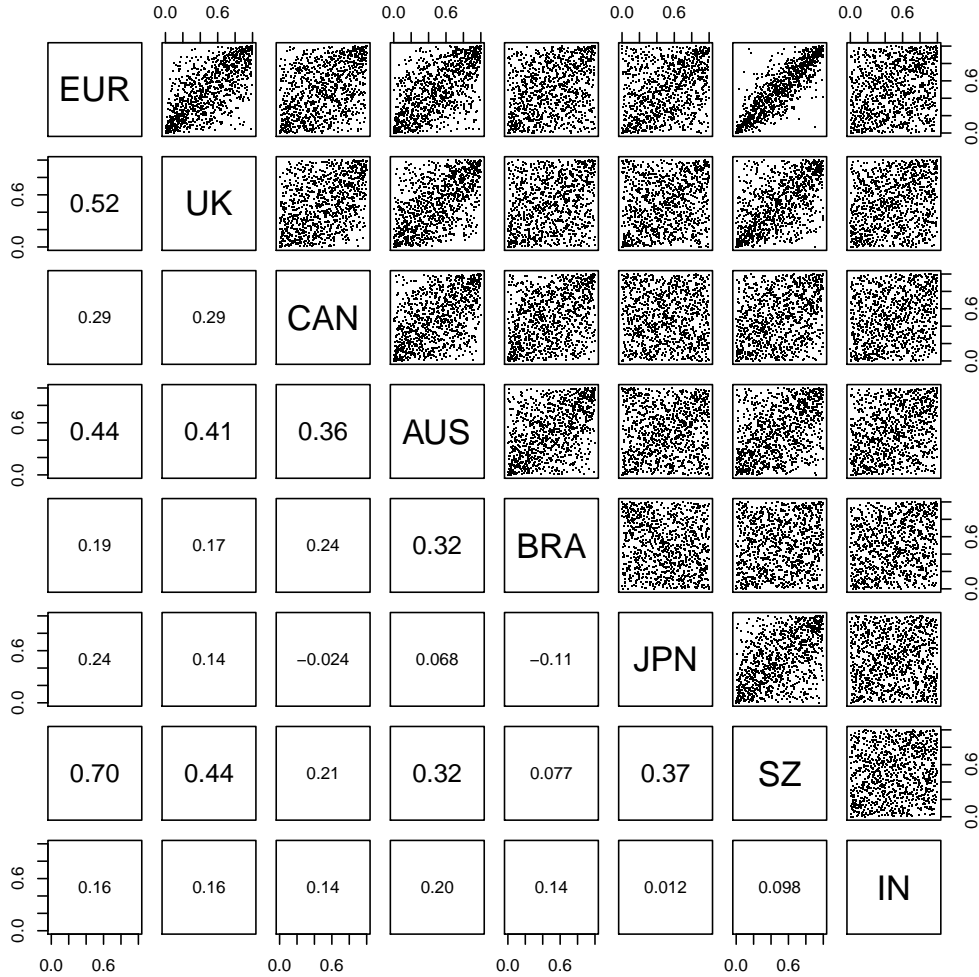 0.0 0.6 0.0 0.6 0.0 0.6 0.0 0.6
EUR 0.0 0.6
0.0 0.6 0.52 UK
0.29 0.29 CAN 0.0 0.6
0.0 0.6 0.44 0.41 0.36 AUS
0.19 0.17 0.24 0.32 BRA 0.0 0.6
0.0 0.6 0.24 0.14 −0.024 0.068 −0.11 JPN
0.70 0.44 0.21 0.32 0.077 0.37 SZ 0.0 0.6
0.0 0.6 0.16 0.16 0.14 0.20 0.14 0.012 0.098 IN
0.0 0.6 0.0 0.6 0.0 0.6 0.0 0.6